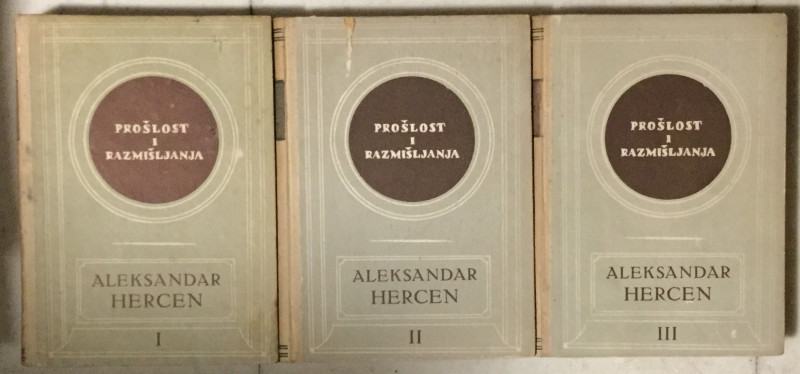 PROŠLOST
I
RAZMIŠLJANJA
ALEKSANDAR
HERCEN
I
PROŠLOST
I
RAZMIŠLJANJA
ALEKSANDAR
HERCEN
II
PROŠLOST
I
RAZMIŠLJANJA
ALEKSANDAR
HERCEN
III